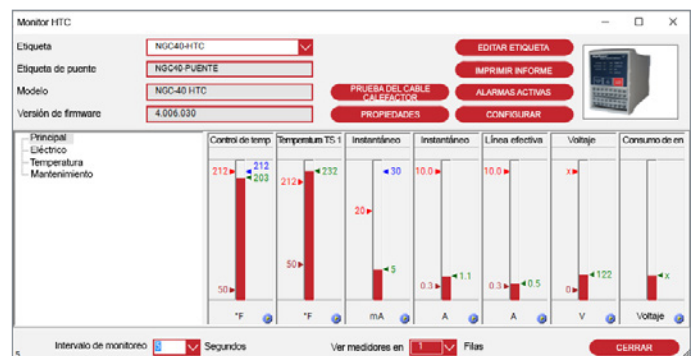 Monitor HTC
Etiqueta NGC40-HTC EDITAR ETIQUETA
Etiqueta de puente NGC40-PUENTE IMPRIMIR INFORME
Modelo NGC-40 HTC PRUEBA DEL CABLE CALEFACTOR ALARMAS ACTIVAS
Versión de firmware 4.006.030 PROPIEDADES CONFIGURAR
Principal
Eléctrico
Temperatura
Mantenimiento
Control de temp
212
212
203
50
°F
Temperatura TS 1
232
212
50
°F
Instantáneo
30
20
5
mA
Instantáneo
10.0
1.1
0.3
A
Línea efectiva
10.0
0.5
0.3
A
Voltaje
x
122
0
V
Consumo de en
x
Voltaje
5 Intervalo de monitoreo 5 Segundos Ver medidores en 1 Filas CERRAR